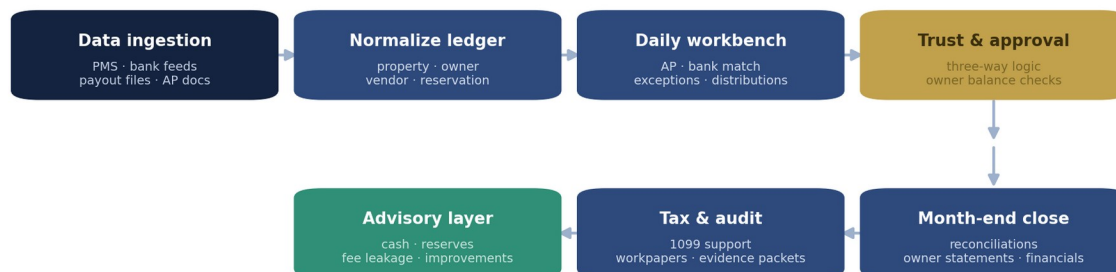 Data ingestion
PMS · bank feeds
payout files · AP docs
Normalize ledger
property · owner
vendor · reservation
Daily workbench
AP · bank match
exceptions · distributions
Trust & approval
three-way logic
owner balance checks
Advisory layer
cash · reserves
fee leakage · improvements
Tax & audit
1099 support
workpapers · evidence packets
Month-end close
reconciliations
owner statements · financials